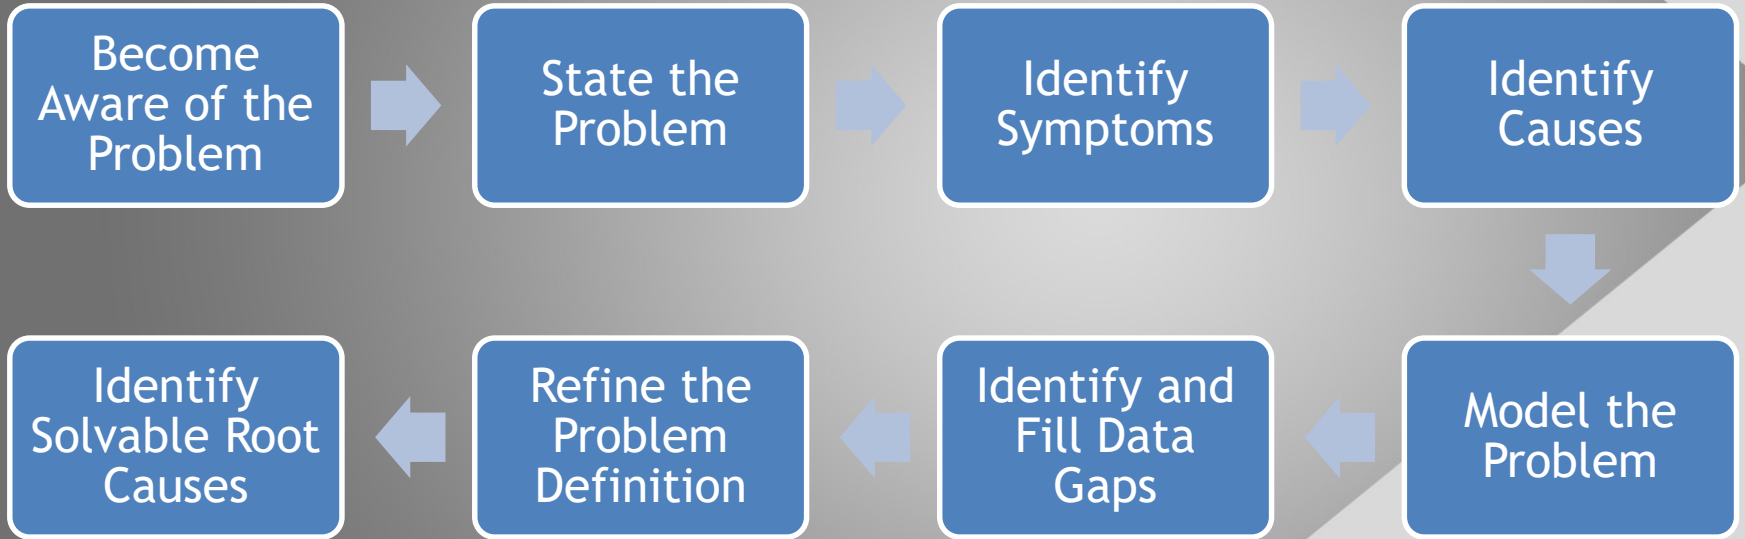 Become
Aware of the
Problem
State the
Problem
Identify
Symptoms
Identify
Causes
Model the
Problem
Identify and
Fill Data
Gaps
Refine the
Problem
Definition
Identify
Solvable Root
Causes